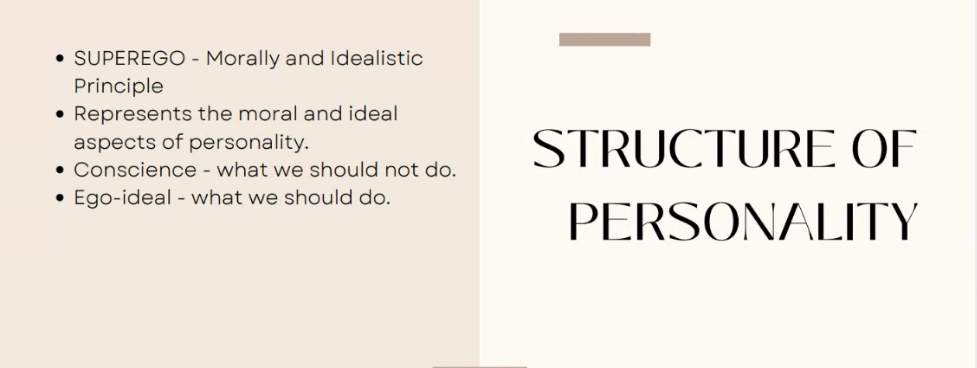 • SUPEREGO - Morally and Idealistic
Principle
• Represents the moral and ideal
aspects of personality.
• Conscience - what we should not do.
• Ego-ideal - what we should do.
STRUCTURE OF
PERSONALITY